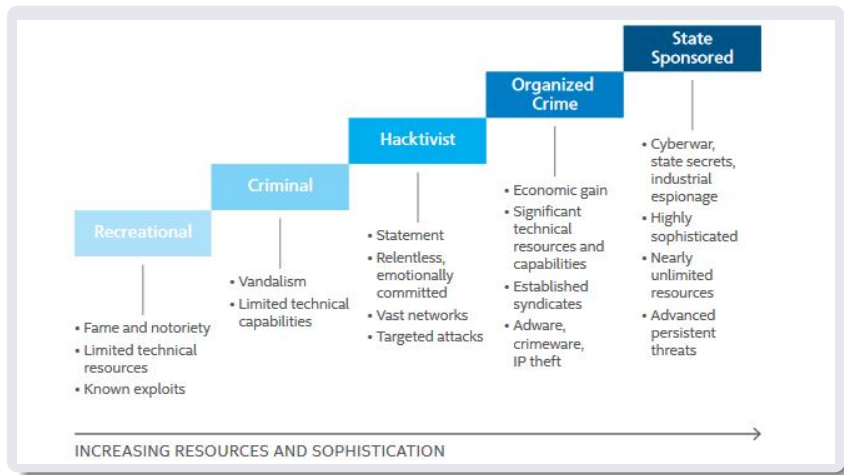 Recreational
• Fame and notoriety
• Limited technical
resources
• Known exploits
Criminal
• Vandalism
• Limited technical
capabilities
Hacktivist
• Statement
• Relentless,
emotionally
committed
• Vast networks
• Targeted attacks
Organized
Crime
• Economic gain
• Significant
technical
resources and
capabilities
• Established
syndicates
• Adware,
crimeware,
IP theft
State
Sponsored
• Cyberwar,
state secrets,
industrial
espionage
• Highly
sophisticated
• Nearly
unlimited
resources
• Advanced
persistent
threats
INCREASING RESOURCES AND SOPHISTICATION